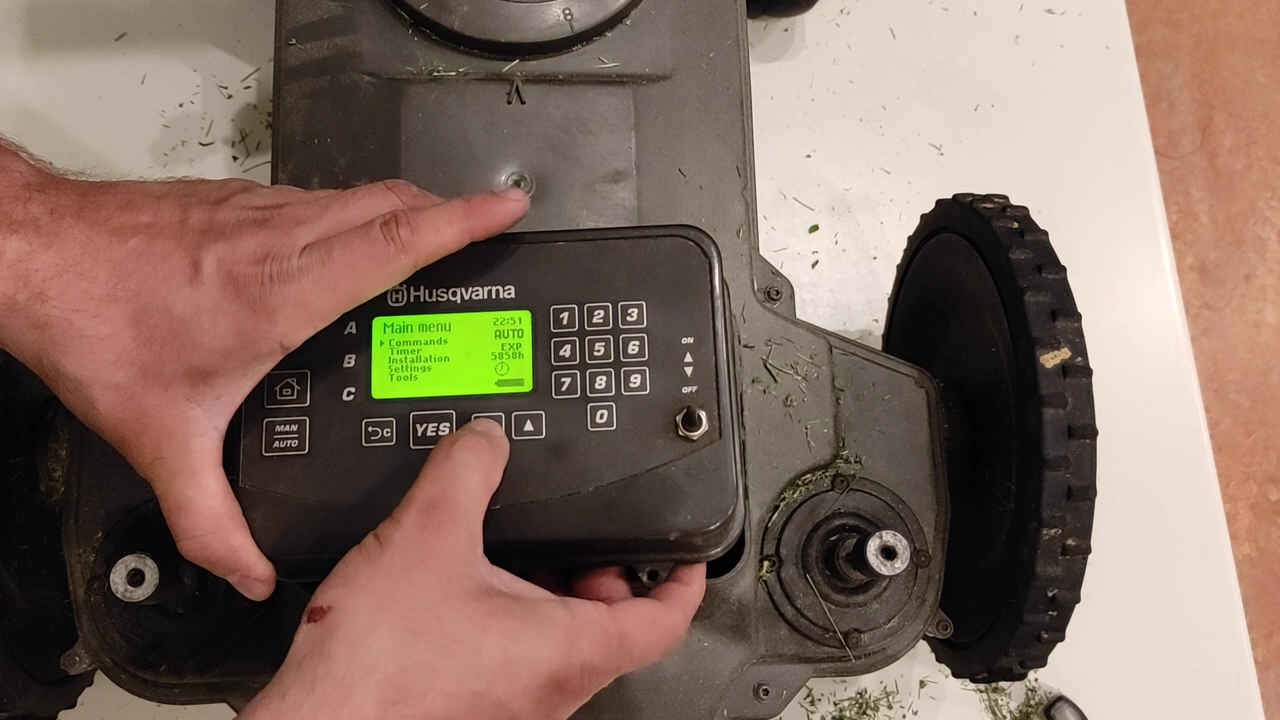 8
Husqvarna
A
B
C
Main menu 22:51
Commands AUTO
Timer EXP
Installation 5858h
Settings
Tools
1 2 3
4 5 6
7 8 9
0
ON
OFF
MAN
AUTO
C YES